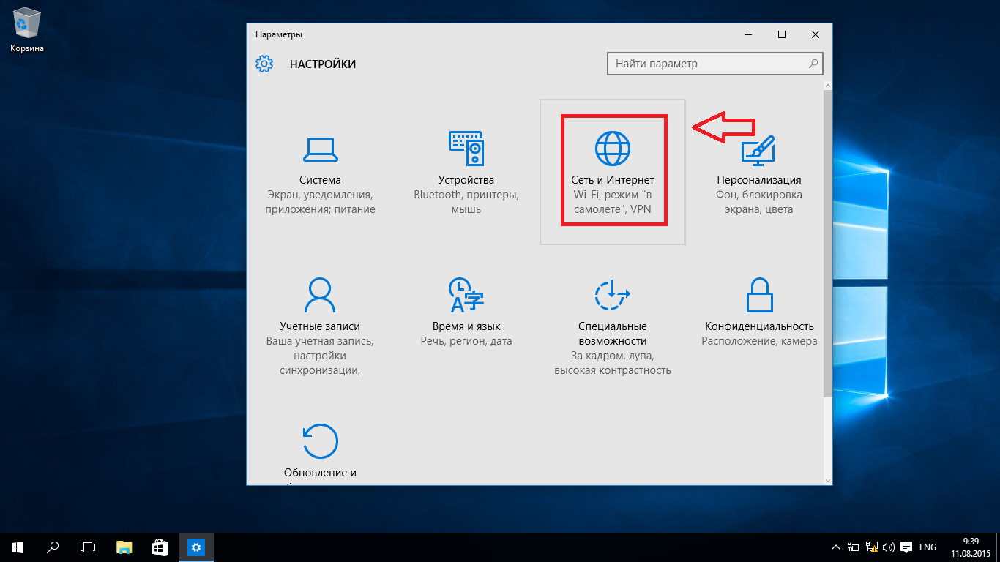 Корзина
Параметры
НАСТРОЙКИ
Найти параметр
Система
Экран, уведомления,
приложения; питание
Устройства
Bluetooth, принтеры,
мышь
Сеть и Интернет
Wi-Fi, режим "в
самолете", VPN
Персонализация
Фон, блокировка
экрана, цвета
Учетные записи
Ваша учетная запись,
настройки
синхронизации,
Время и язык
Речь, регион, дата
Специальные
возможности
За кадром, лупа,
высокая контрастность
Конфиденциальность
Расположение, камера
Обновление и
ENG
9:39
11.08.2015